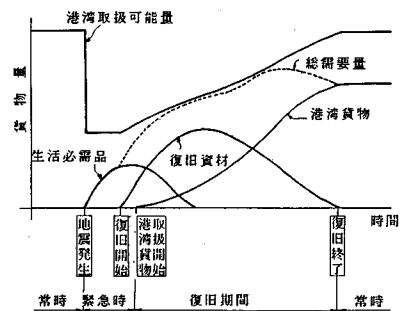 港湾取扱可能量
総需要量
貨物量
港湾貨物
生活必需品
復旧資材
時間
地震発生
復旧開始
港湾貨物
取扱開始
復旧終了
常時
緊急時
復旧期間
常時